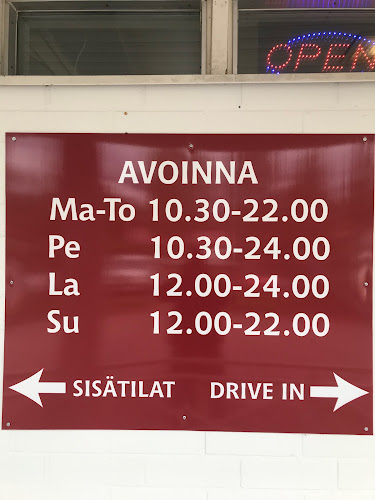 OPEN
AVOINNA
Ma-To 10.30-22.00
Pe 10.30-24.00
La 12.00-24.00
Su 12.00-22.00
SISÄTILAT DRIVE IN